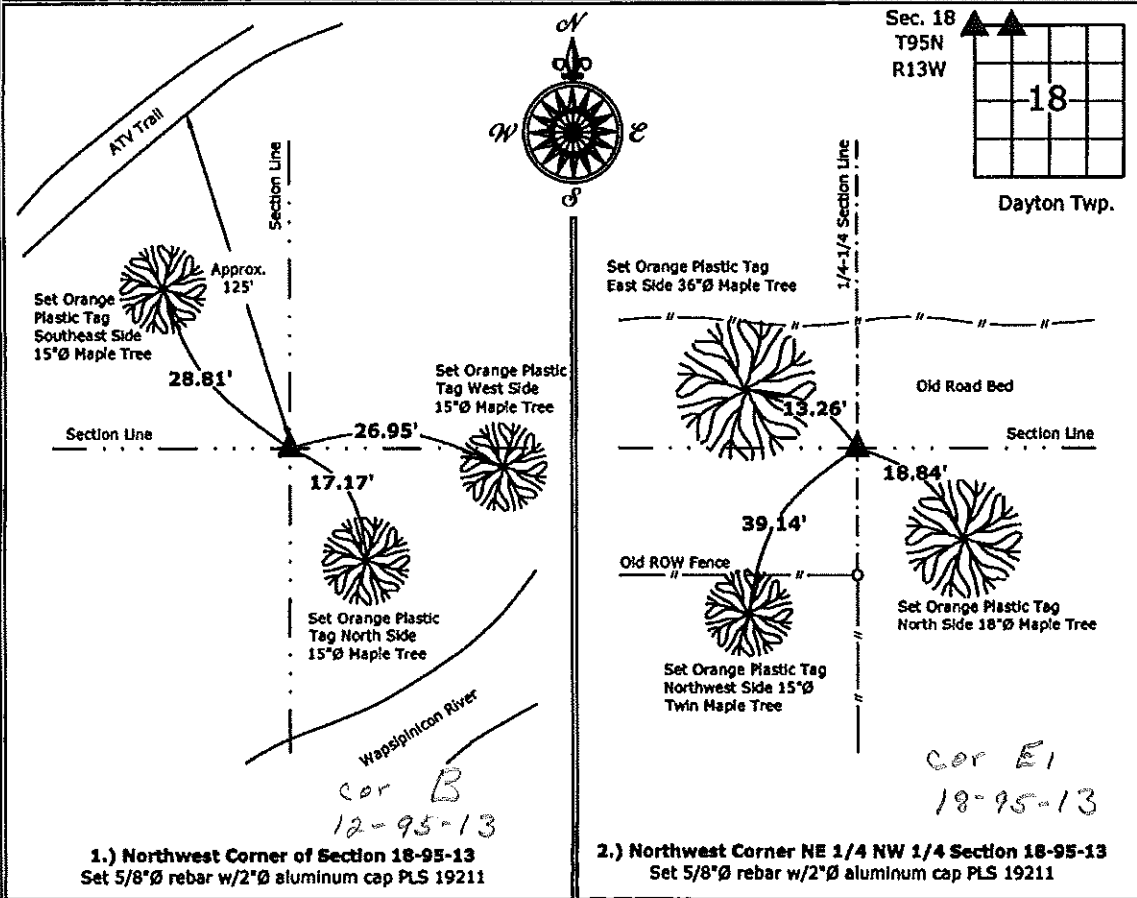 Sec. 18
T95N
R13W
18
Dayton Twp.
N
W
E
S
ATV Trail
Section Line
Approx.
125'
Set Orange
Plastic Tag
Southeast Side
15"Ø Maple Tree
28.81'
Set Orange Plastic
Tag West Side
15"Ø Maple Tree
26.95'
Section Line
17.17'
Set Orange Plastic
Tag North Side
15"Ø Maple Tree
Wapsipinicon River
cor B
12-95-13
1.) Northwest Corner of Section 18-95-13
Set 5/8"Ø rebar w/2"Ø aluminum cap PLS 19211
1/4-1/4 Section Line
Set Orange Plastic Tag
East Side 36"Ø Maple Tree
Old Road Bed
13.26'
Section Line
18.84'
39.14'
Old ROW Fence
Set Orange Plastic Tag
North Side 18"Ø Maple Tree
Set Orange Plastic Tag
Northwest Side 15"Ø
Twin Maple Tree
cor E1
18-95-13
2.) Northwest Corner NE 1/4 NW 1/4 Section 18-95-13
Set 5/8"Ø rebar w/2"Ø aluminum cap PLS 19211